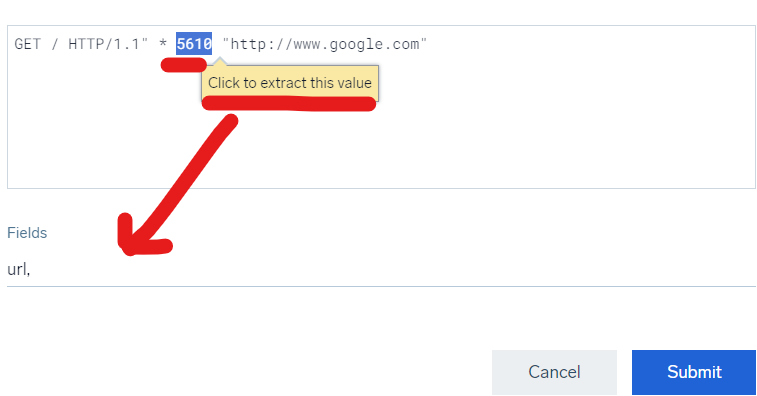 GET / HTTP/1.1" * 5610 "http://www.google.com"
Click to extract this value
Fields
url,
Cancel Submit